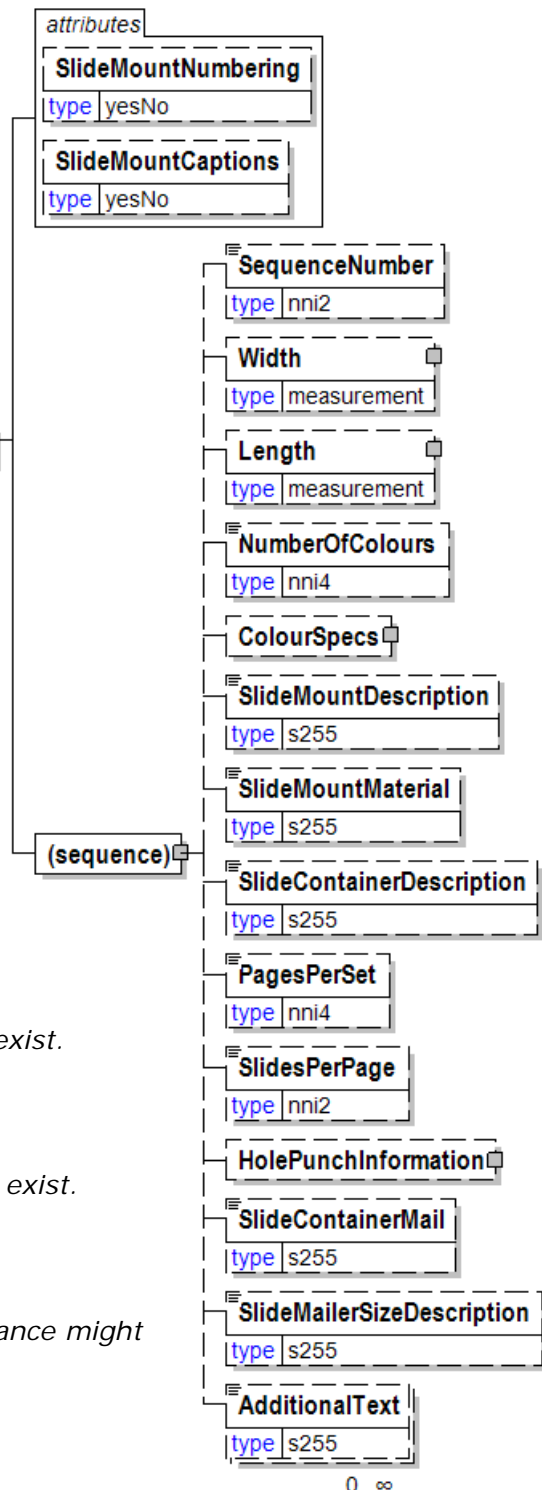 attributes
SlideMountNumbering
type yesNo
SlideMountCaptions
type yesNo
SequenceNumber
type nni2
Width
type measurement
Length
type measurement
NumberOfColours
type nni4
ColourSpecs
SlideMountDescription
type s255
SlideMountMaterial
type s255
(sequence)
SlideContainerDescription
type s255
PagesPerSet
type nni4
exist.
SlidesPerPage
type nni2
HolePunchInformation
exist.
SlideContainerMail
type s255
SlideMailerSizeDescription
ance might
type s255
AdditionalText
type s255
0 ∞